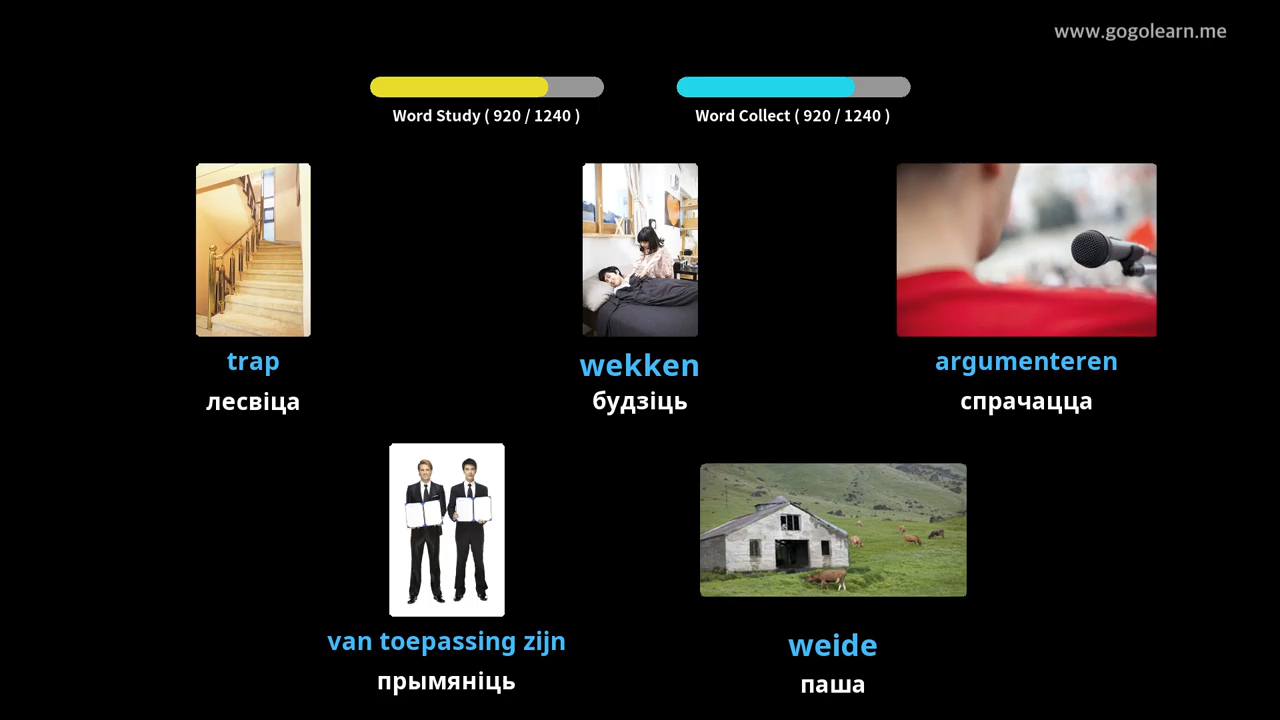 www.gogolearn.me
Word Study ( 920 / 1240 )
Word Collect ( 920 / 1240 )
trap
лесвіца
wekken
будзіць
argumenteren
спрачацца
van toepassing zijn
прымяніць
weide
паша